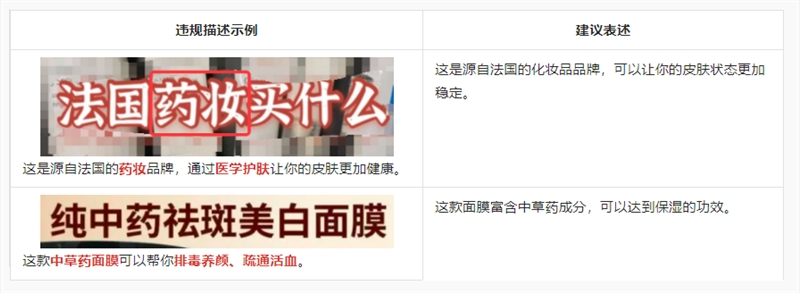 违规描述示例
建议表述
法国药妆买什么
这是源自法国的药妆品牌，通过医学护肤让你的皮肤更加健康。
这是源自法国的化妆品品牌，可以让你的皮肤状态更加
稳定。
纯中药祛斑美白面膜
这款中草药面膜可以帮你排毒养颜、疏通活血。
这款面膜富含中草药成分，可以达到保湿的功效。